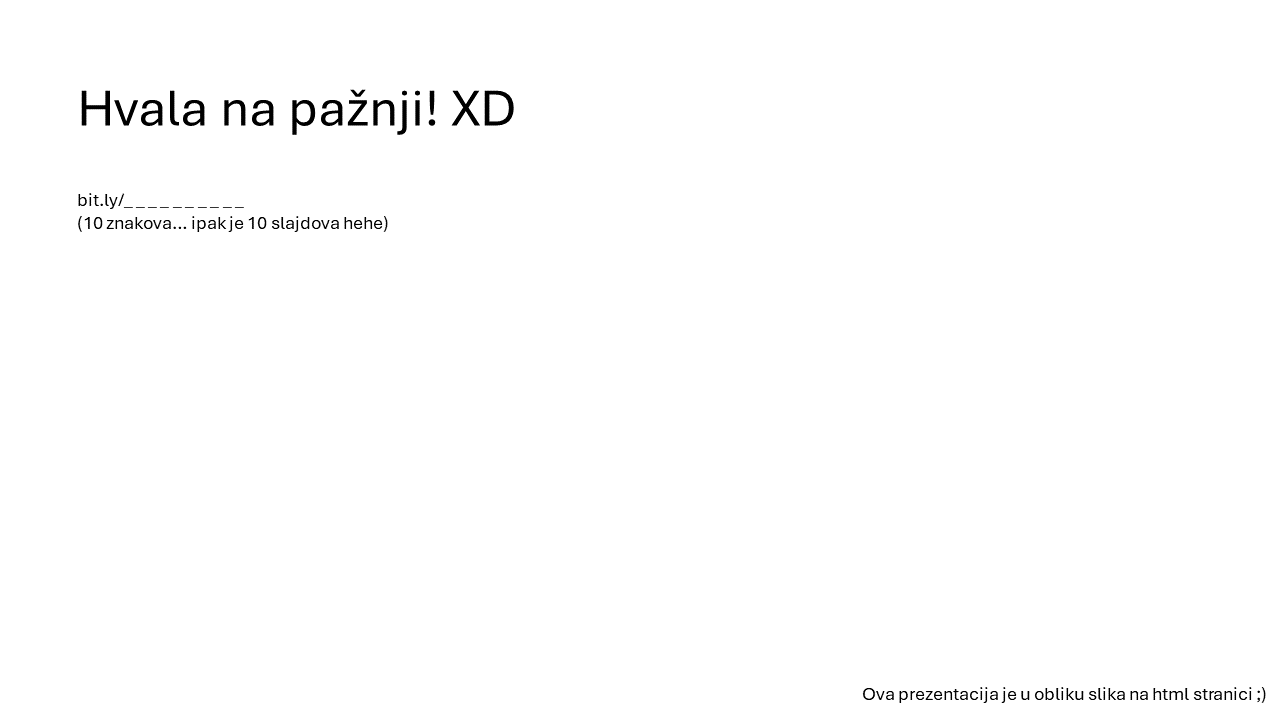 Hvala na pažnji! XD
bit.ly/_ _ _ _ _ _ _ _ _ _
(10 znakova... ipak je 10 slajdova hehe)
Ova prezentacija je u obliku slika na html stranici ;)